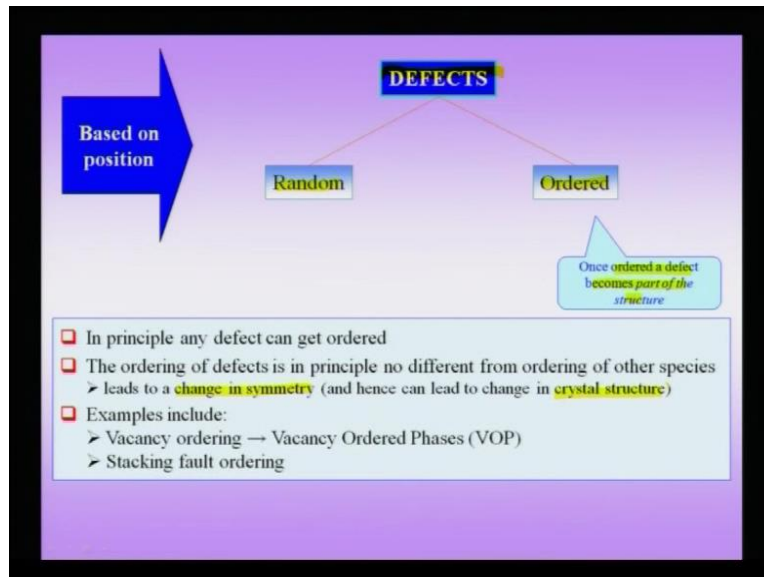 DEFECTS
Based on
position
Random
Ordered
Once ordered a defect
becomes part of the
structure
❑ In principle any defect can get ordered
❑ The ordering of defects is in principle no different from ordering of other species
➢ leads to a change in symmetry (and hence can lead to change in crystal structure)
❑ Examples include:
➢ Vacancy ordering → Vacancy Ordered Phases (VOP)
➢ Stacking fault ordering